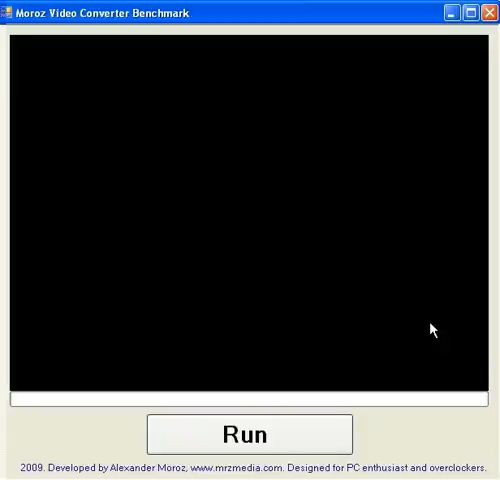 Moroz Video Converter Benchmark
Run
2009. Developed by Alexander Moroz, www.mrzmedia.com. Designed for PC enthusiast and overclockers.